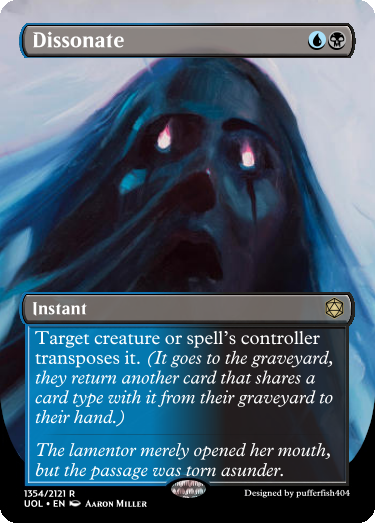 Dissonate
Instant
Target creature or spell's controller
transposes it. (It goes to the graveyard,
they return another card that shares a
card type with it from their graveyard to
their hand.)
The lamentor merely opened her mouth,
but the passage was torn asunder.
1354/2121 R
UOL • EN Aaron Miller
Designed by pufferfish404